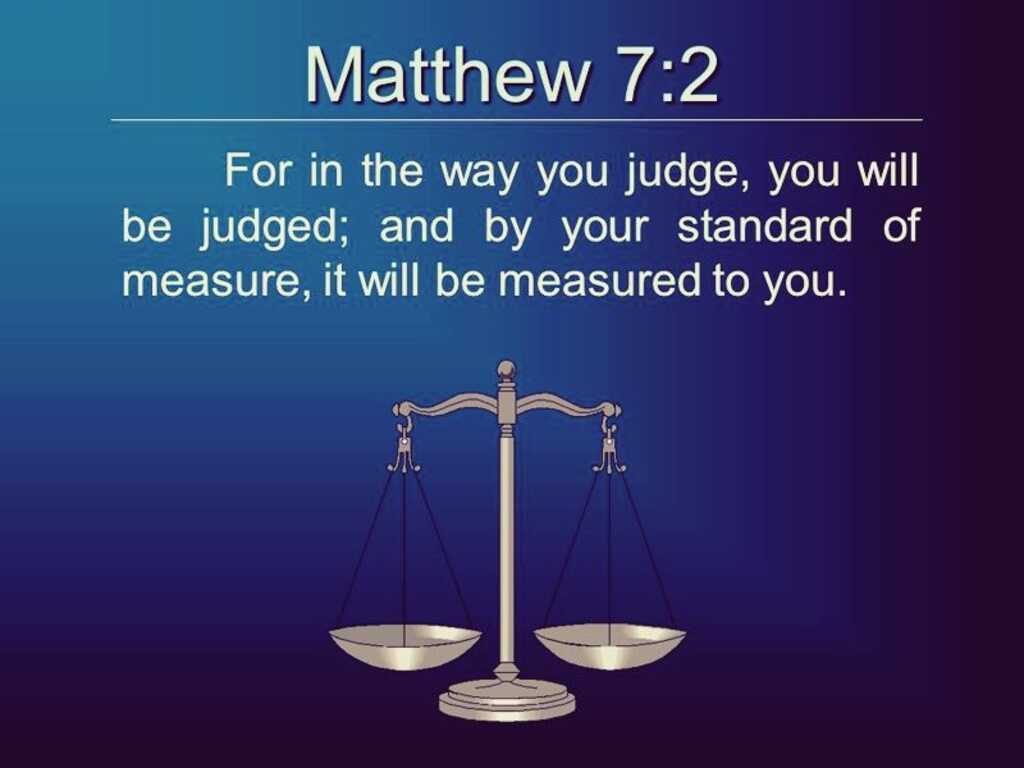 Matthew 7:2
For in the way you judge, you will
be judged; and by your standard of
measure, it will be measured to you.